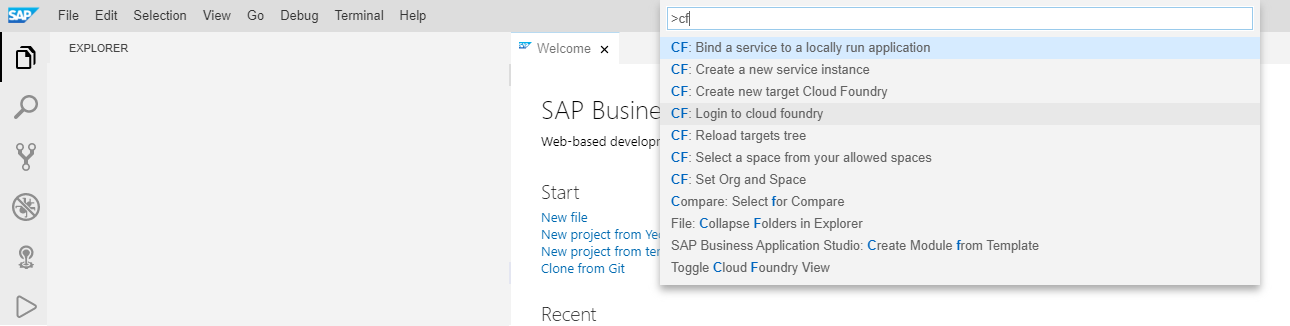 SAP File Edit Selection View Go Debug Terminal Help
>cf
EXPLORER
Welcome
CF: Bind a service to a locally run application
CF: Create a new service instance
CF: Create new target Cloud Foundry
CF: Login to cloud foundry
CF: Reload targets tree
CF: Select a space from your allowed spaces
CF: Set Org and Space
Compare: Select for Compare
File: Collapse Folders in Explorer
SAP Business Application Studio: Create Module from Template
Toggle Cloud Foundry View
SAP Busine
Web-based developm
Start
New file
New project from Ye
New project from ter
Clone from Git
Recent